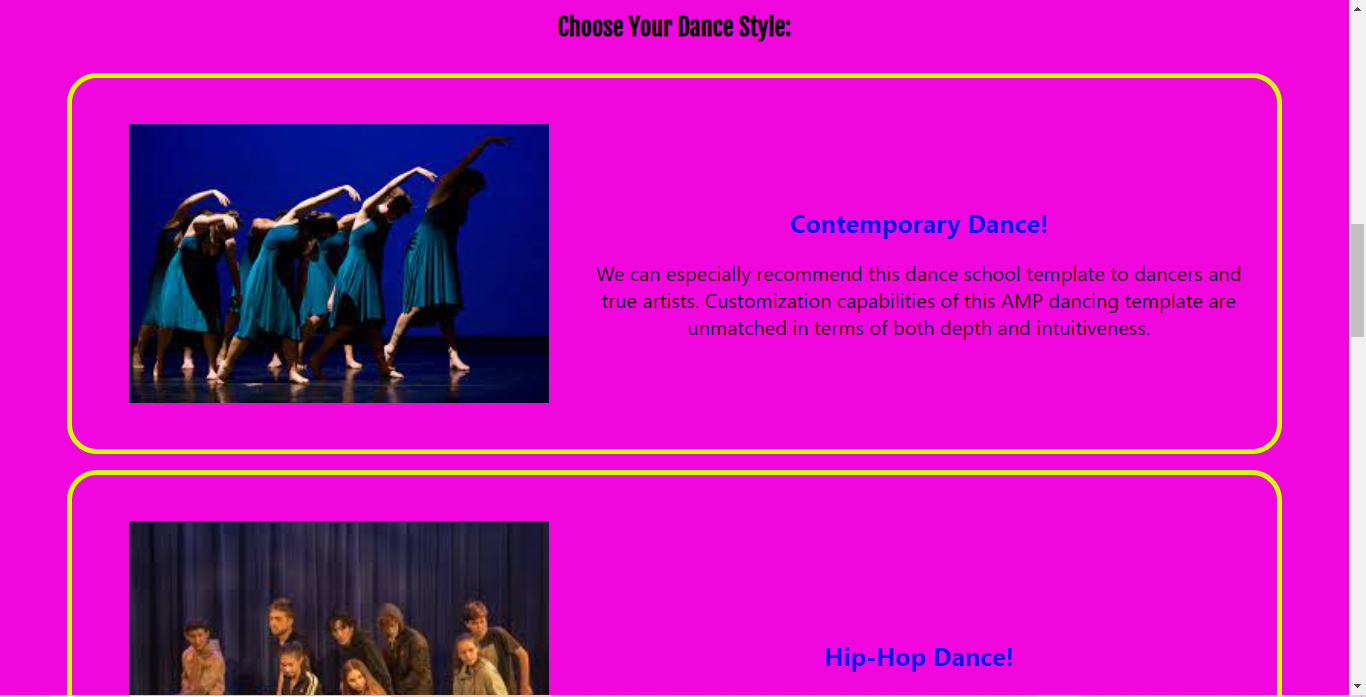 Choose Your Dance Style:
Contemporary Dance!
We can especially recommend this dance school template to dancers and
true artists. Customization capabilities of this AMP dancing template are
unmatched in terms of both depth and intuitiveness.
Hip-Hop Dance!